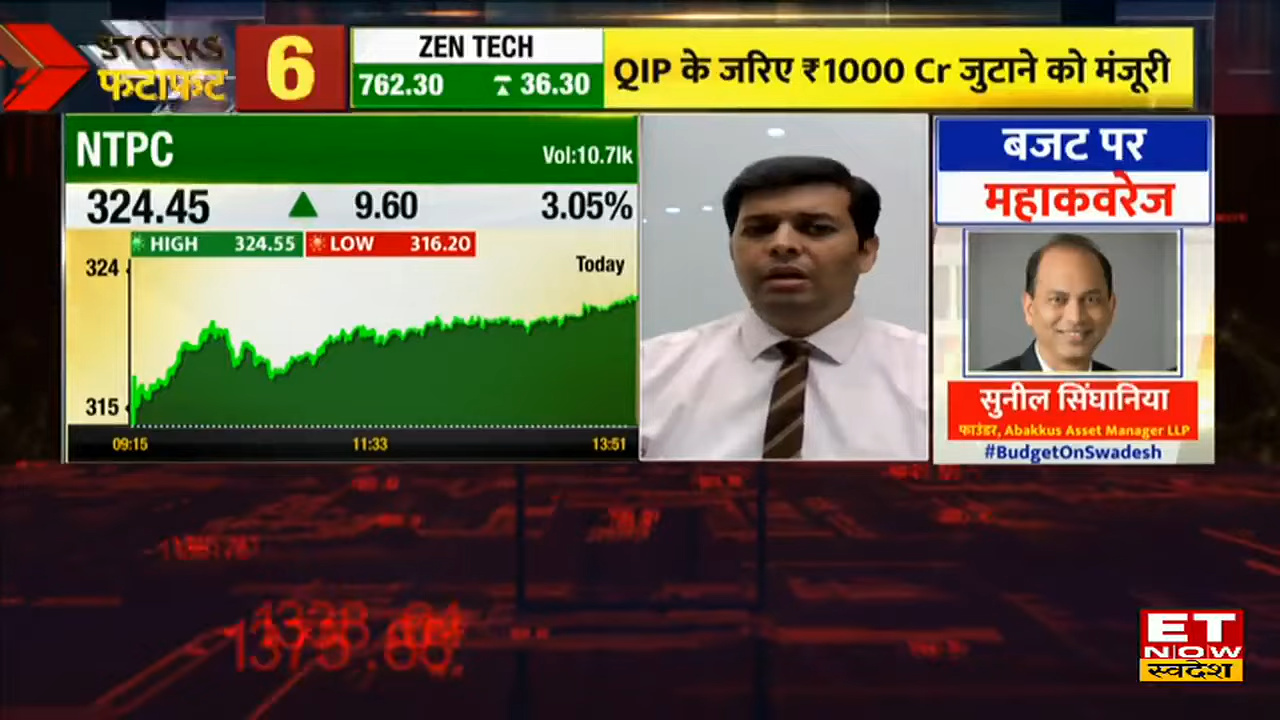 STOCKS
फटाफट
6
ZEN TECH
762.30 36.30
QIP के जरिए ₹1000 Cr जुटाने को मंजूरी
NTPC
Vol:10.7lk
324.45 9.60 3.05%
HIGH 324.55 LOW 316.20
Today
324
315
09:15 11:33 13:51
बजट पर
महाकवरेज
सुनील सिंघानिया
फाउंडर, Abakkus Asset Manager LLP
#BudgetOnSwadesh
ET
NOW
स्वदेश